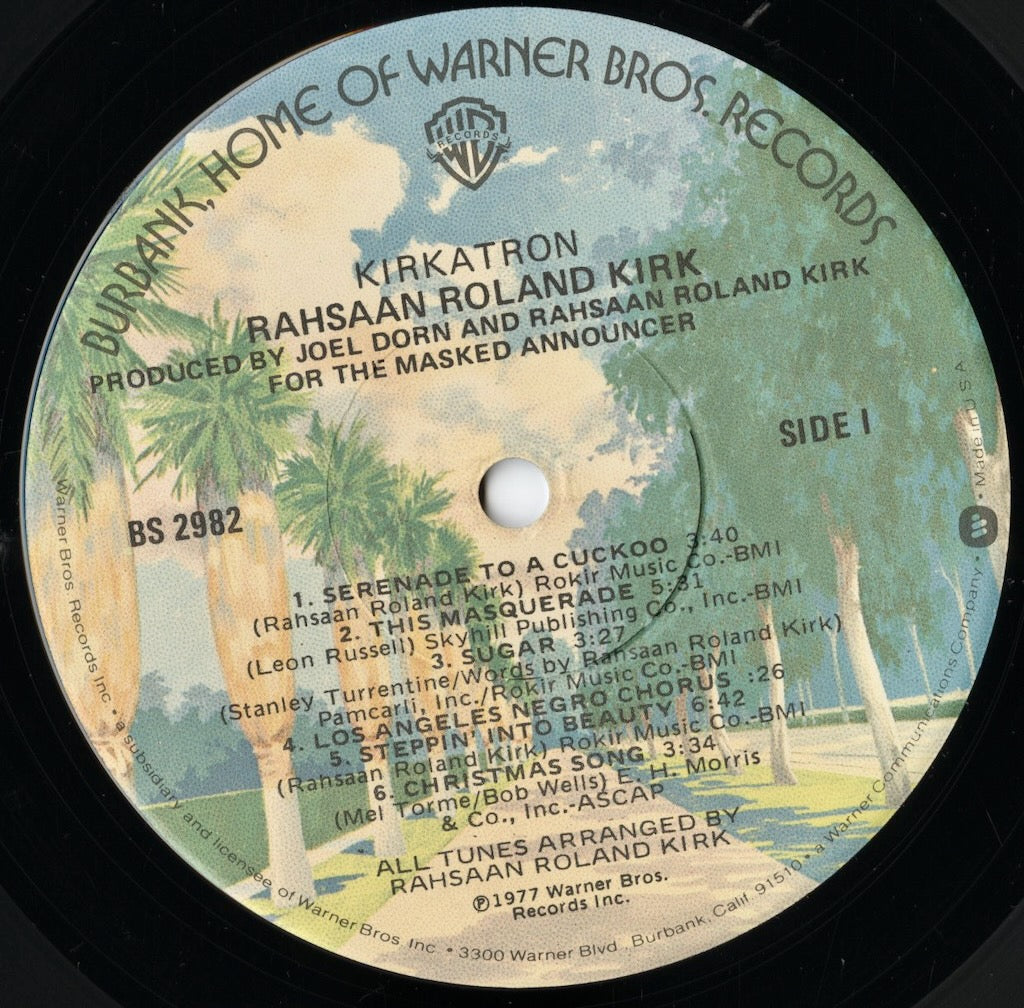 BURBANK, HOME OF WARNER BROS. RECORDS
RECORDS
KIRKATRON
RAHSAAN ROLAND KIRK
PRODUCED BY JOEL DORN AND RAHSAAN ROLAND KIRK
FOR THE MASKED ANNOUNCER
SIDE 1
BS 2982
1. SERENADE TO A CUCKOO 3:40
(Rahsaan Roland Kirk) Rokir Music Co.-BMI
2. THIS MASQUERADE 5:31
(Leon Russell) Skyhill Publishing Co., Inc.-BMI
3. SUGAR 3:27
(Stanley Turrentine/Words by Rahsaan Roland Kirk)
Pamcarli, Inc./Rokir Music Co.-BMI
4. LOS ANGELES NEGRO CHORUS :26
5. STEPPIN' INTO BEAUTY 6:42
(Rahsaan Roland Kirk) Rokir Music Co.-BMI
6. CHRISTMAS SONG 3:34
(Mel Torme/Bob Wells) E. H. Morris
& Co., Inc.-ASCAP
ALL TUNES ARRANGED BY
RAHSAAN ROLAND KIRK
℗1977 Warner Bros.
Records Inc.
Warner Bros Records Inc • a subsidiary and licensee of Warner Bros Inc • 3300 Warner Blvd., Burbank, Calif. 91510 • a Warner Communications Company • Made in U S A